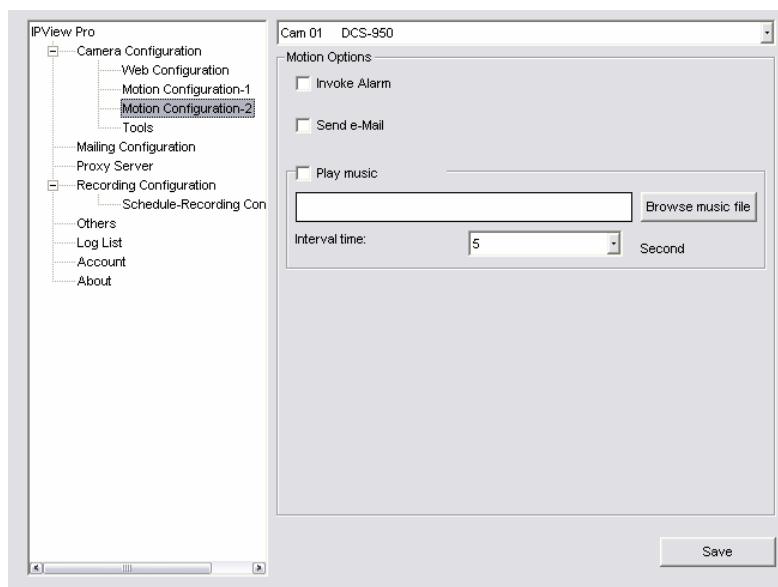 IPView Pro
Camera Configuration
Web Configuration
Motion Configuration-1
Motion Configuration-2
Tools
Mailing Configuration
Proxy Server
Recording Configuration
Schedule-Recording Con
Others
Log List
Account
About
Cam 01 DCS-950
Motion Options
Invoke Alarm
Send e-Mail
Play music
Browse music file
Interval time: 5 Second
Save